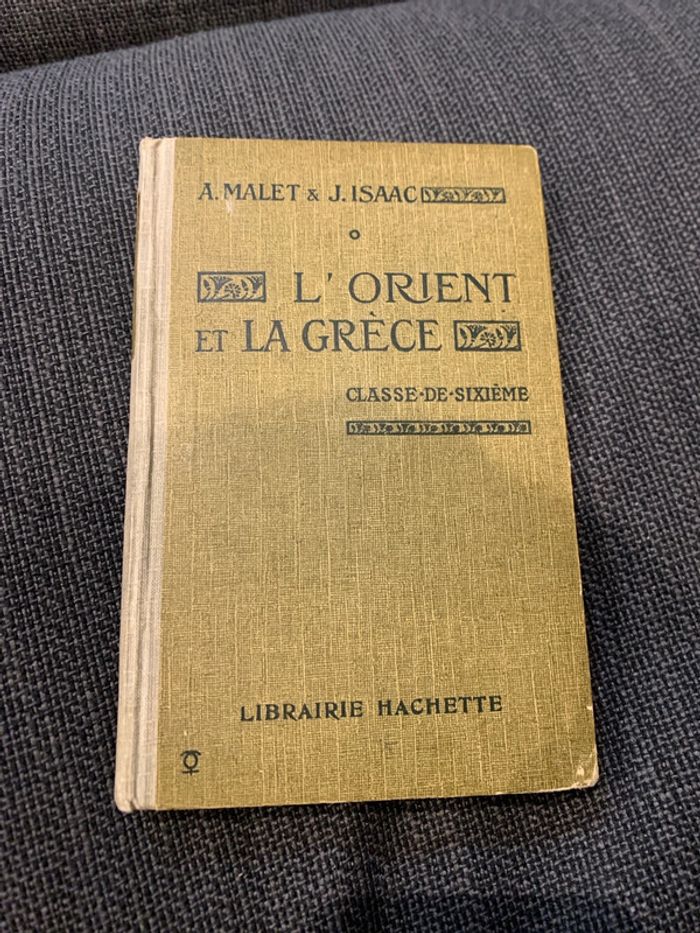 A. MALET & J. ISAAC
L'ORIENT
ET LA GRÈCE
CLASSE·DE·SIXIÈME
LIBRAIRIE HACHETTE